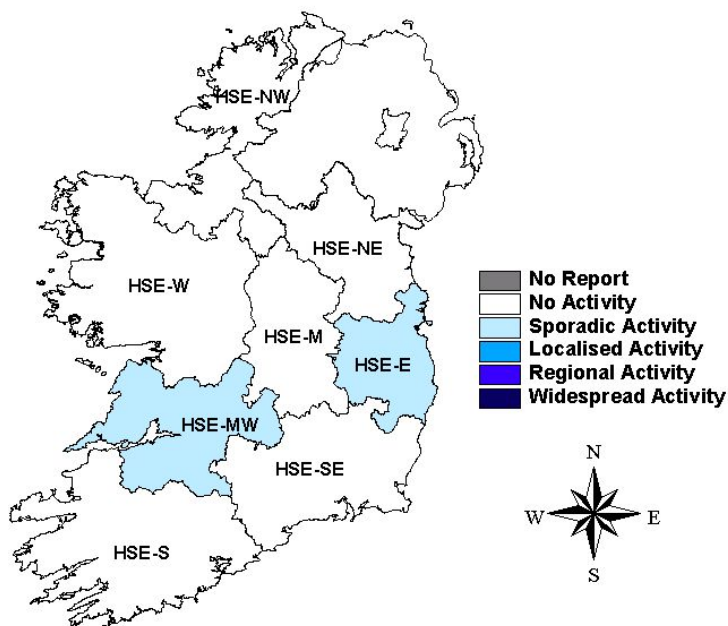 HSE-NW
HSE-NE
HSE-W
HSE-M
HSE-E
HSE-MW
HSE-SE
HSE-S
No Report
No Activity
Sporadic Activity
Localised Activity
Regional Activity
Widespread Activity
N
W E
S